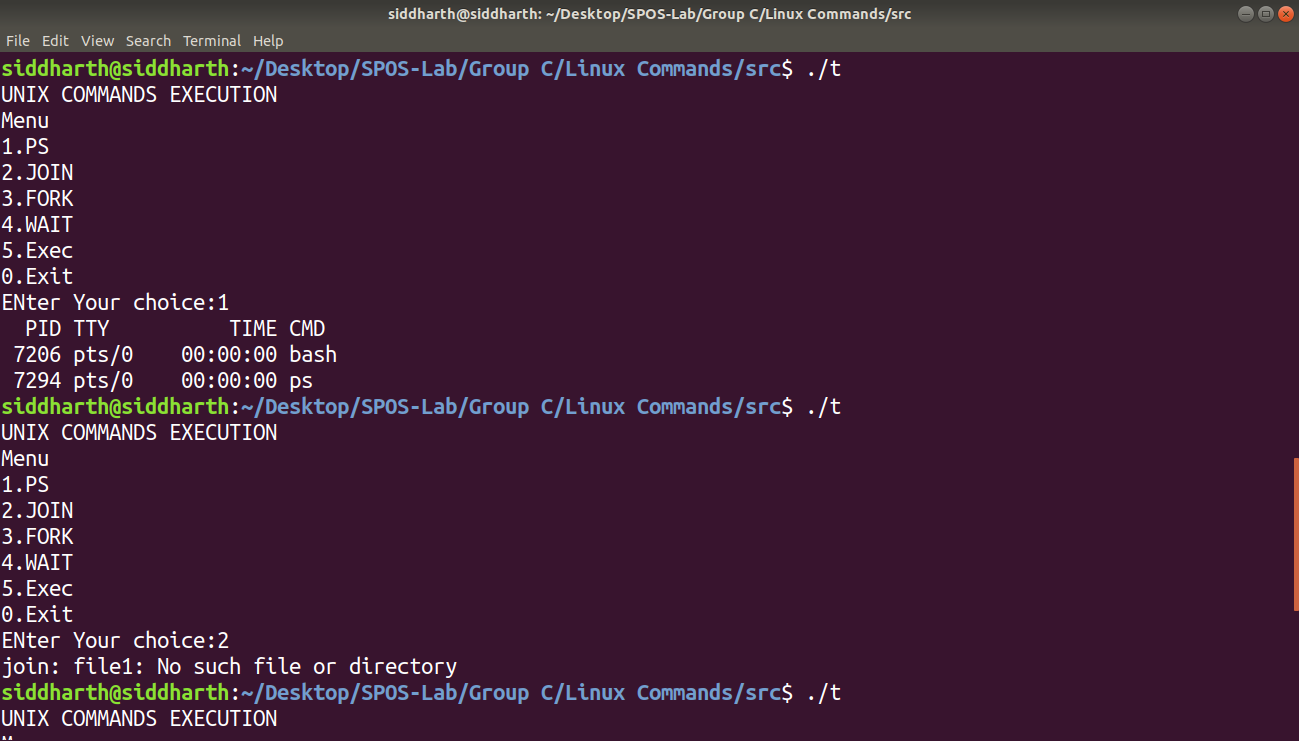 siddharth@siddharth: ~/Desktop/SPOS-Lab/Group C/Linux Commands/src
File Edit View Search Terminal Help
siddharth@siddharth:~/Desktop/SPOS-Lab/Group C/Linux Commands/src$ ./t
UNIX COMMANDS EXECUTION
Menu
1.PS
2.JOIN
3.FORK
4.WAIT
5.Exec
0.Exit
ENter Your choice:1
  PID TTY          TIME CMD
 7206 pts/0    00:00:00 bash
 7294 pts/0    00:00:00 ps
siddharth@siddharth:~/Desktop/SPOS-Lab/Group C/Linux Commands/src$ ./t
UNIX COMMANDS EXECUTION
Menu
1.PS
2.JOIN
3.FORK
4.WAIT
5.Exec
0.Exit
ENter Your choice:2
join: file1: No such file or directory
siddharth@siddharth:~/Desktop/SPOS-Lab/Group C/Linux Commands/src$ ./t
UNIX COMMANDS EXECUTION